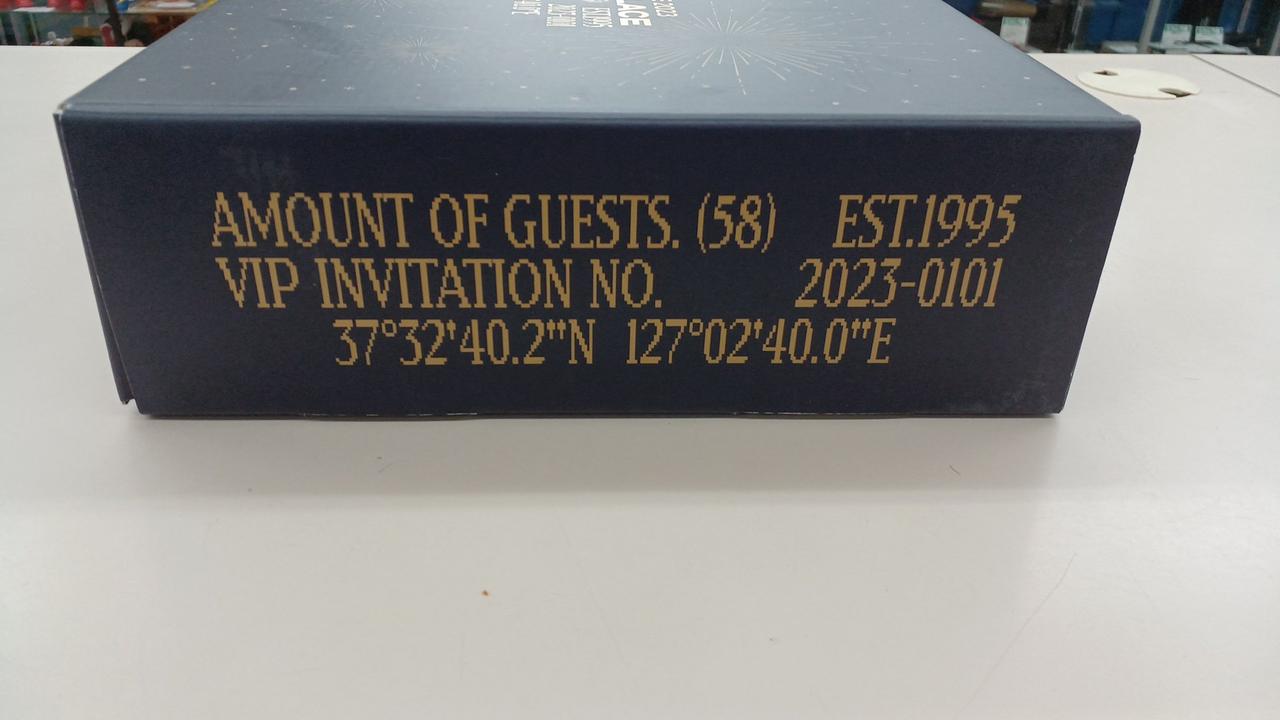 2023
AMOUNT OF GUESTS. (58) EST.1995
VIP INVITATION NO. 2023-0101
37°32'40.2"N 127°02'40.0"E